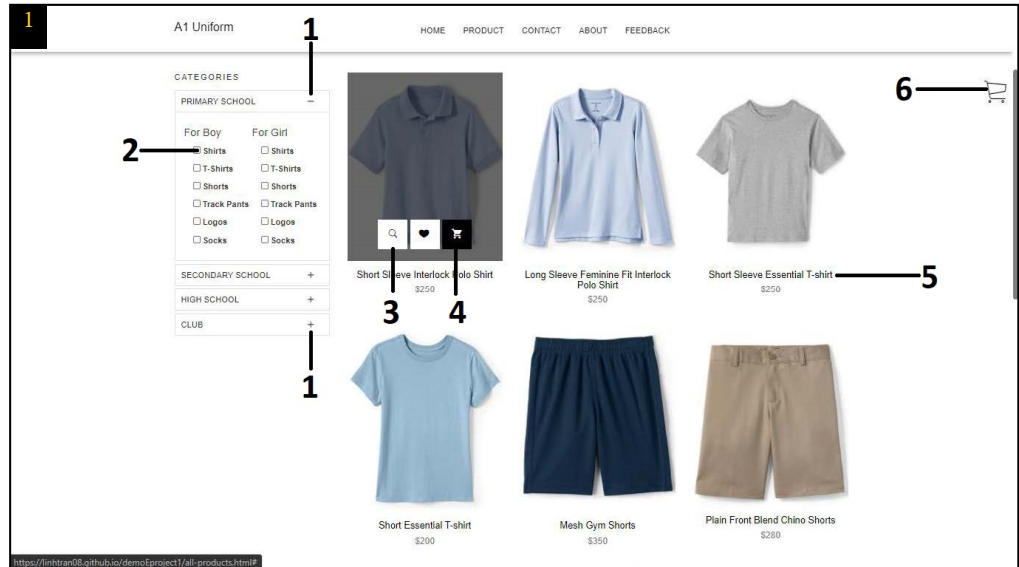 1
A1 Uniform
1
HOME PRODUCT CONTACT ABOUT FEEDBACK
CATEGORIES
6
PRIMARY SCHOOL −
For Boy For Girl
2
Shirts Shirts
T-Shirts T-Shirts
Shorts Shorts
Track Pants Track Pants
Logos Logos
Socks Socks
SECONDARY SCHOOL +
HIGH SCHOOL +
CLUB +
1
Short Sleeve Interlock Polo Shirt
$250
3
4
Long Sleeve Feminine Fit Interlock
Polo Shirt
$250
Short Sleeve Essential T-shirt
5
$250
Short Essential T-shirt
$200
Mesh Gym Shorts
$350
Plain Front Blend Chino Shorts
$280
https://linhtran08.github.io/demoEproject1/all-products.html#